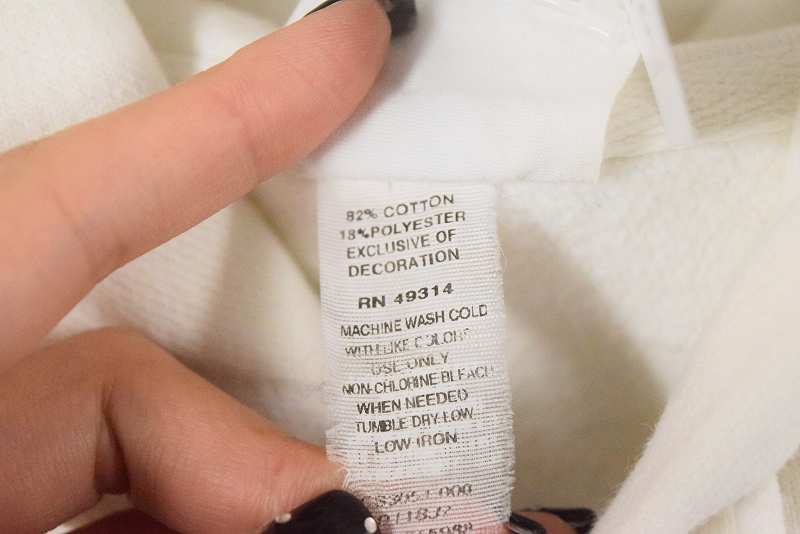 82% COTTON
18%POLYESTER
EXCLUSIVE OF
DECORATION
RN 49314
MACHINE WASH COLD
WITH LIKE COLORS
USE ONLY
NON-CHLORINE BLEACH
WHEN NEEDED
TUMBLE DRY LOW
LOW IRON